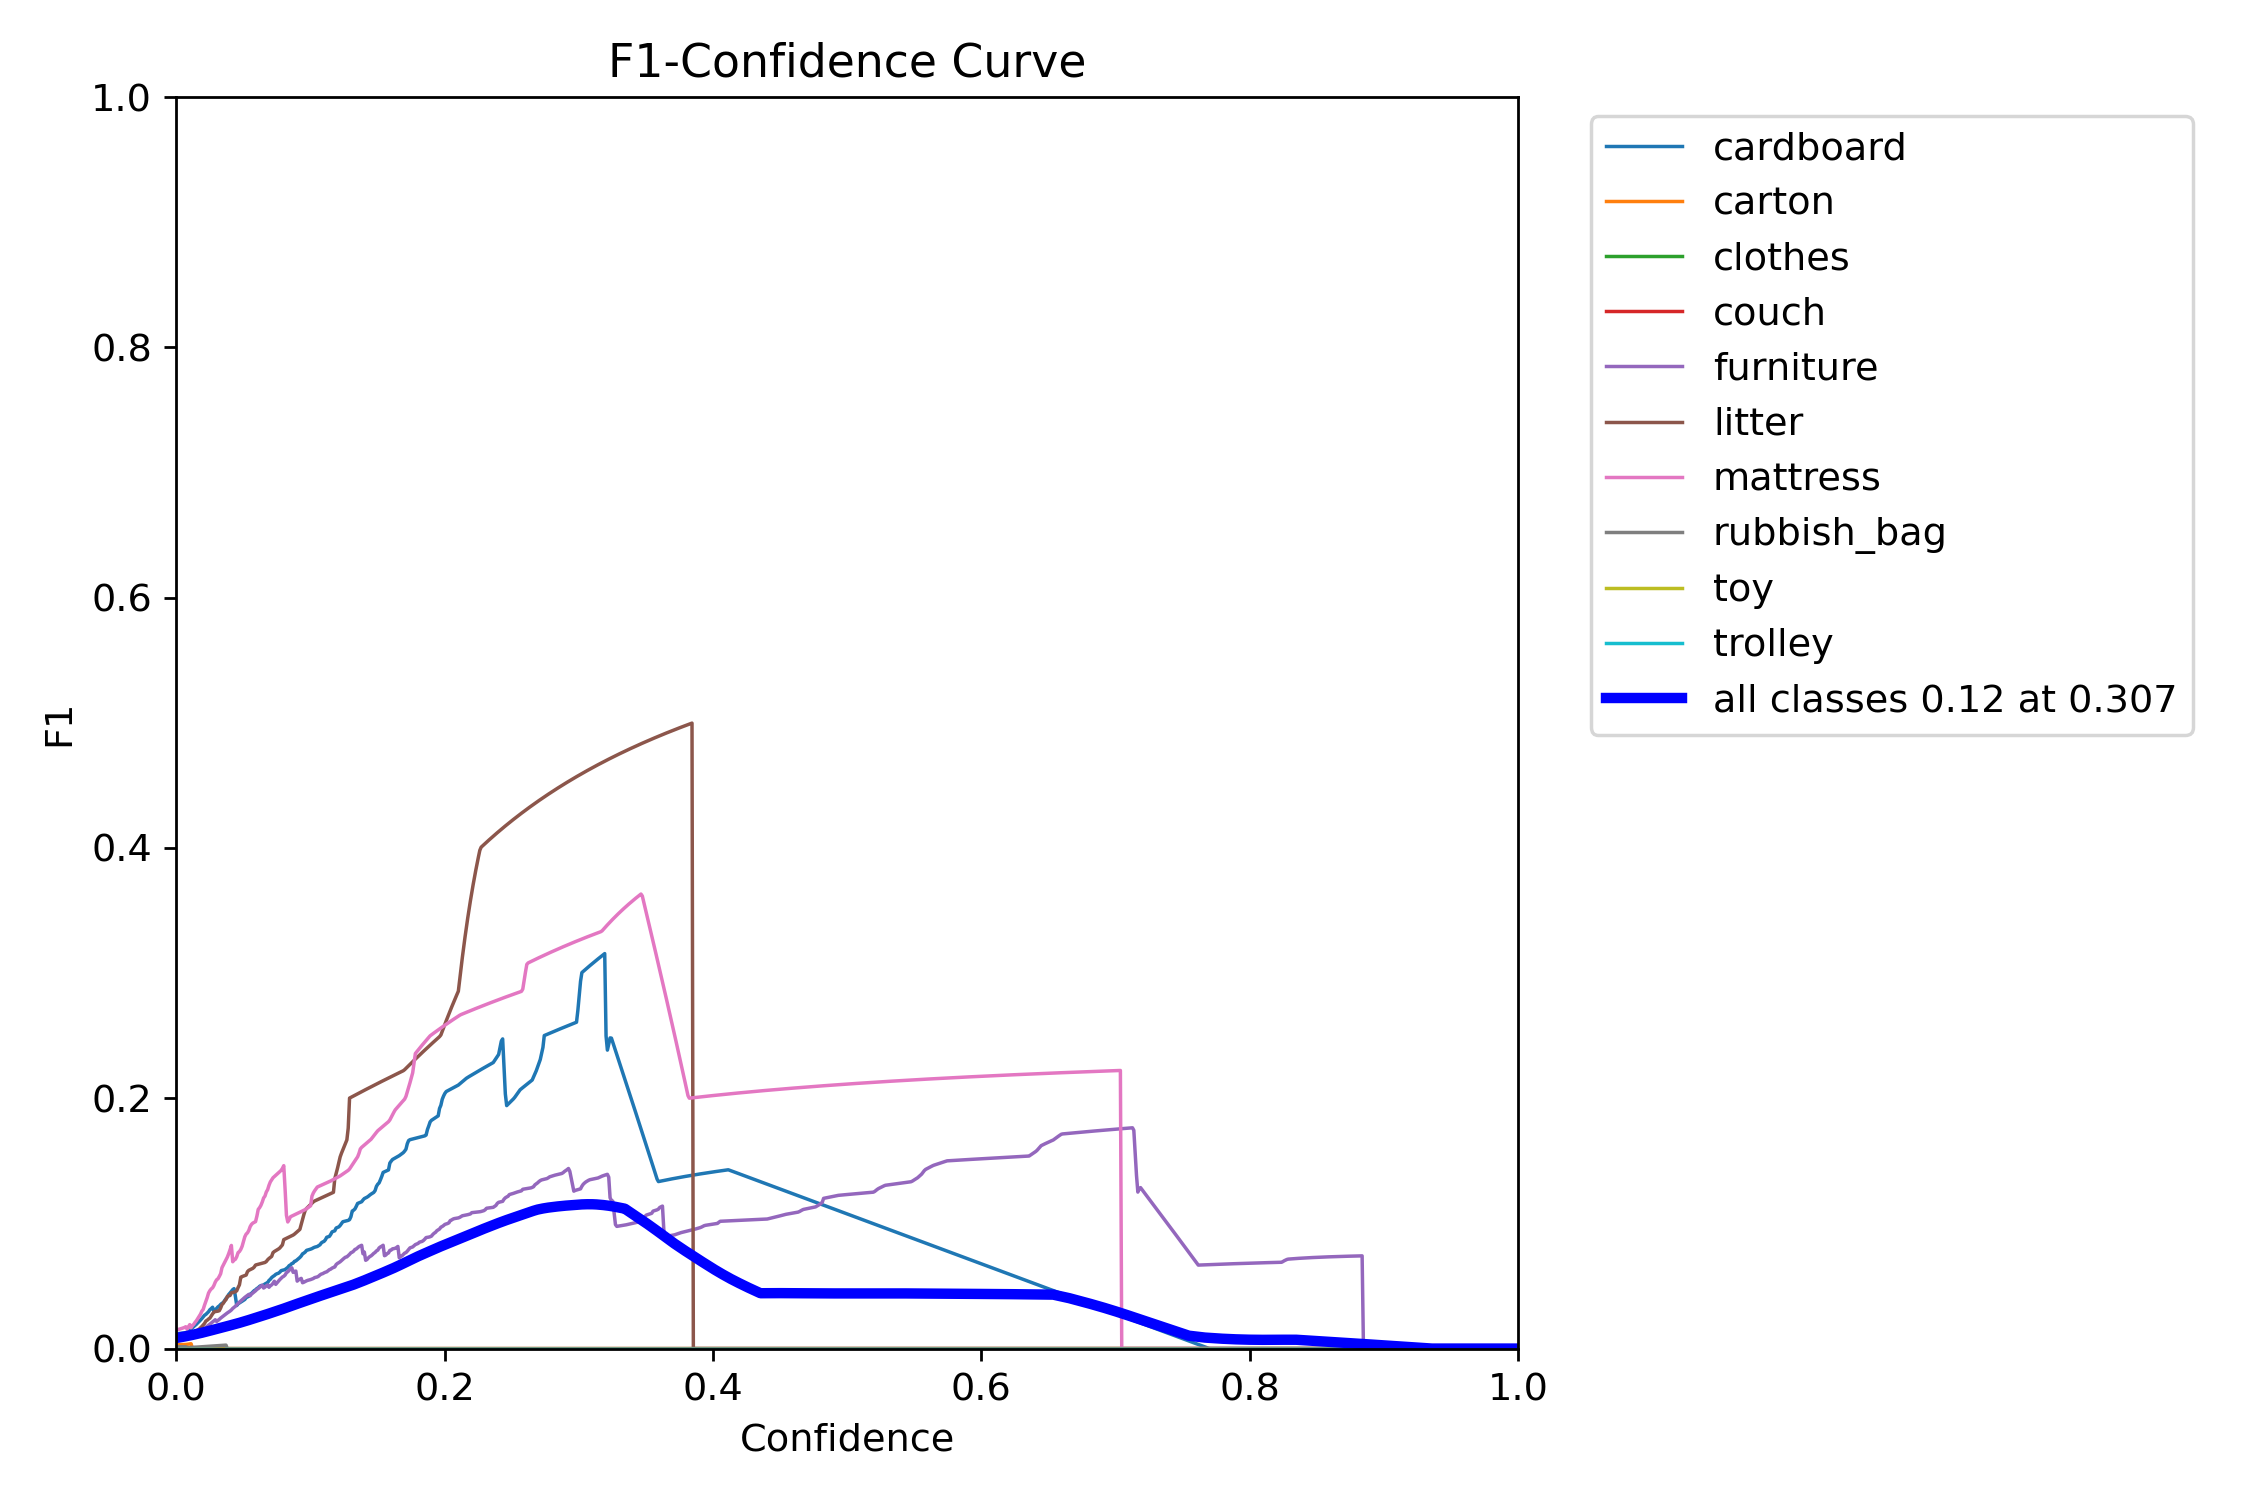 F1-Confidence Curve
1.0
0.8
0.6
0.4
0.2
0.0
F1
0.0 0.2 0.4 0.6 0.8 1.0
Confidence
cardboard
carton
clothes
couch
furniture
litter
mattress
rubbish_bag
toy
trolley
all classes 0.12 at 0.307